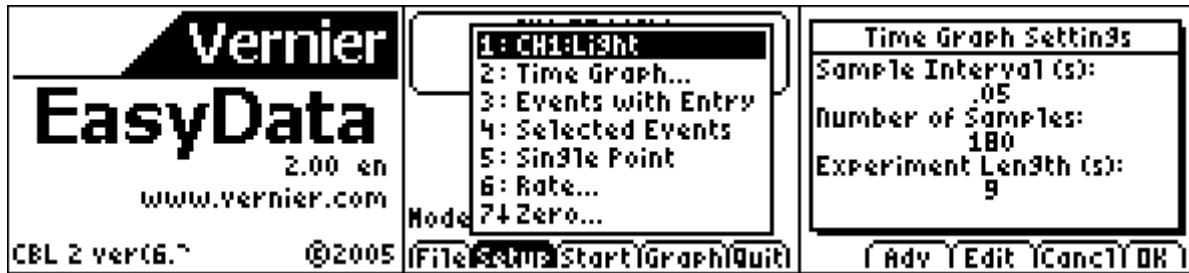 Vernier
EasyData
2.00 en
www.vernier.com
CBL 2 ver(6.
©2005
1: CH1:Light
2: Time Graph...
3: Events with Entry
4: Selected Events
5: Single Point
6: Rate...
7↓Zero...
Mode
File Setup Start Graph Quit
Time Graph Settings
Sample Interval (s):
.05
Number of Samples:
180
Experiment Length (s):
9
Adv Edit Cancl OK